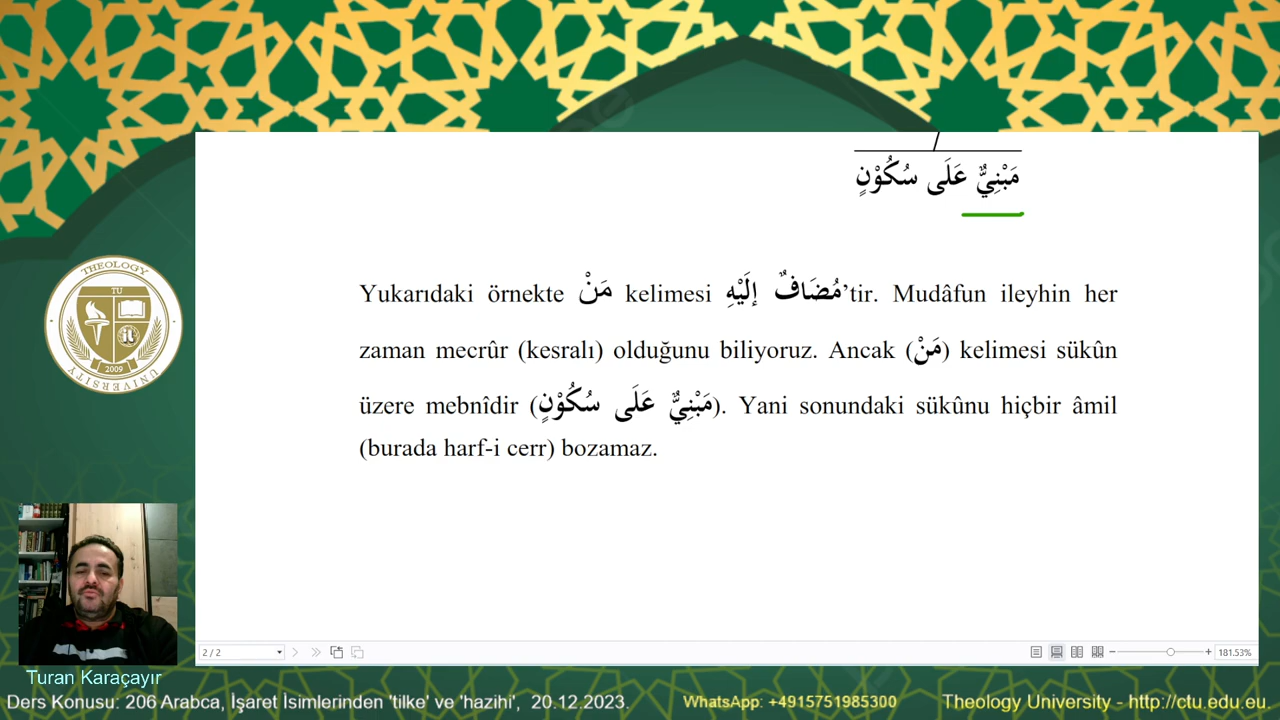 مَبْنِيٌّ عَلَى سُكُوْنٍ
Yukarıdaki örnekte مَنْ kelimesi مُضَافٌ إِلَيْهِ'tir. Mudâfun ileyhin her
zaman mecrûr (kesralı) olduğunu biliyoruz. Ancak (مَنْ) kelimesi sükûn
üzere mebnîdir (مَبْنِيٌّ عَلَى سُكُوْنٍ). Yani sonundaki sükûnu hiçbir âmil
(burada harf-i cerr) bozamaz.
THEOLOGY
TU
2009
UNIVERSITY
2 / 2
181.53%
Turan Karaçayır
Ders Konusu: 206 Arabca, İşaret İsimlerinden 'tilke' ve 'hazihi', 20.12.2023.
WhatsApp: +4915751985300
Theology University - http://ctu.edu.eu.